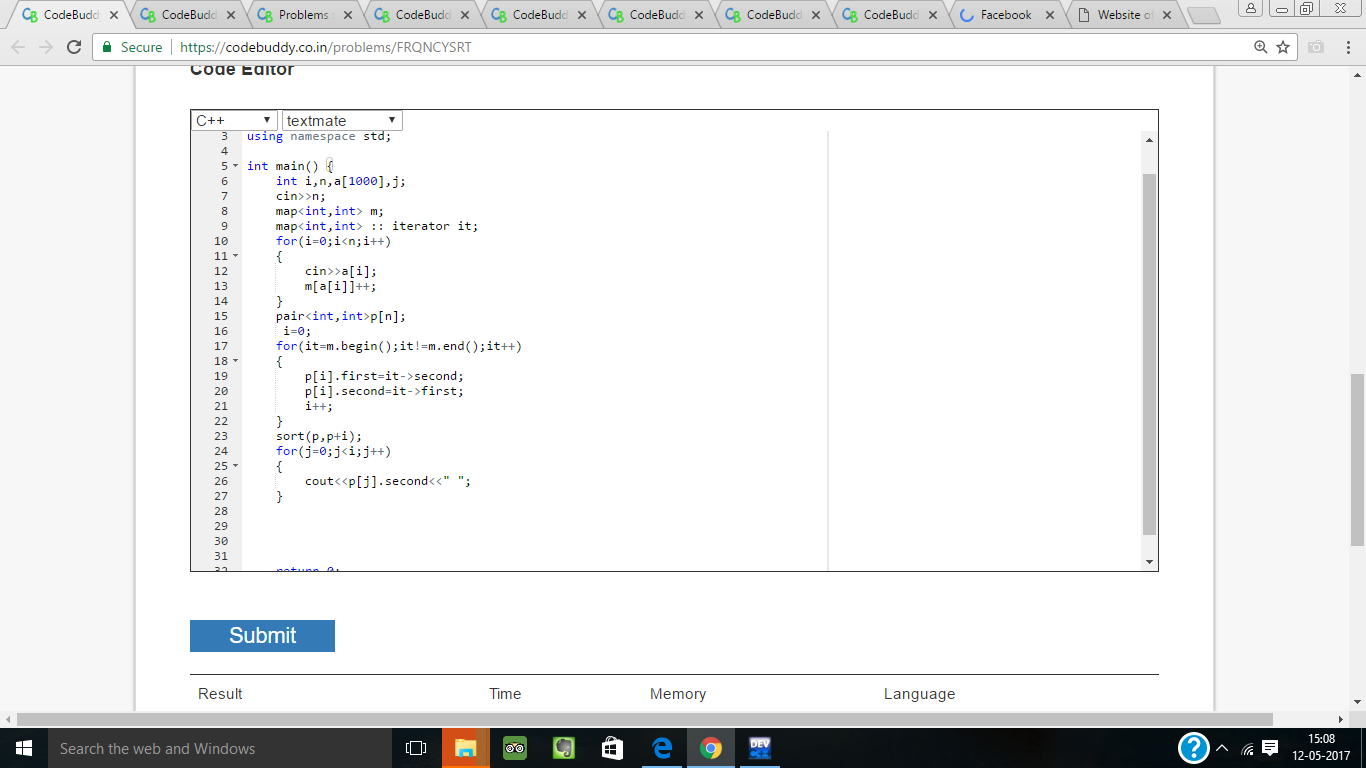 CodeBudd CodeBudd Problems CodeBudd CodeBudd CodeBudd CodeBudd CodeBudd Facebook Website o
Secure https://codebuddy.co.in/problems/FRQNCYSRT
Code Editor
C++ textmate
3 using namespace std;
4
5 int main() {
6 int i,n,a[1000],j;
7 cin>>n;
8 map<int,int> m;
9 map<int,int> :: iterator it;
10 for(i=0;i<n;i++)
11 {
12 cin>>a[i];
13 m[a[i]]++;
14 }
15 pair<int,int>p[n];
16 i=0;
17 for(it=m.begin();it!=m.end();it++)
18 {
19 p[i].first=it->second;
20 p[i].second=it->first;
21 i++;
22 }
23 sort(p,p+i);
24 for(j=0;j<i;j++)
25 {
26 cout<<p[j].second<<" ";
27 }
28
29
30
31
32 return 0;
Submit
Result Time Memory Language
Search the web and Windows
DEV
15:08
12-05-2017